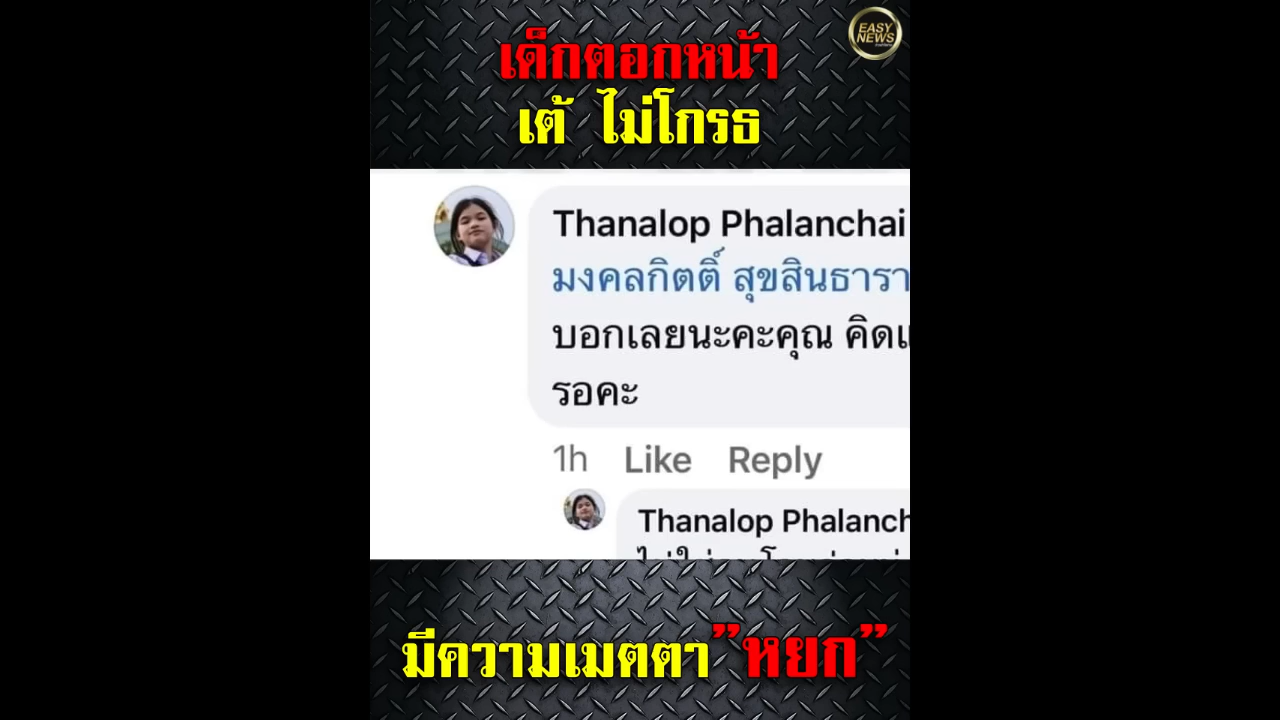 EASY
NEWS
เด็กตอกหน้า
เต้ ไม่โกรธ
Thanalop Phalanchai
มงคลกิตติ์ สุขสินธารา
บอกเลยนะคะคุณ คิดแ
รอคะ
1h Like Reply
Thanalop Phalanch
มีความเมตตา "หยก"